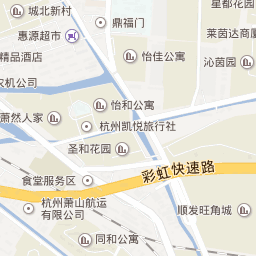 城北新村
星都花园
鼎福门
惠源超市
莱茵达商厦
精品酒店
怡佳公寓
沁茵园
农机公司
怡和公寓
萧然人家
杭州凯悦旅行社
圣和花园
彩虹快速路
食堂服务区
杭州萧山航运
有限公司
顺发旺角城
同和公寓